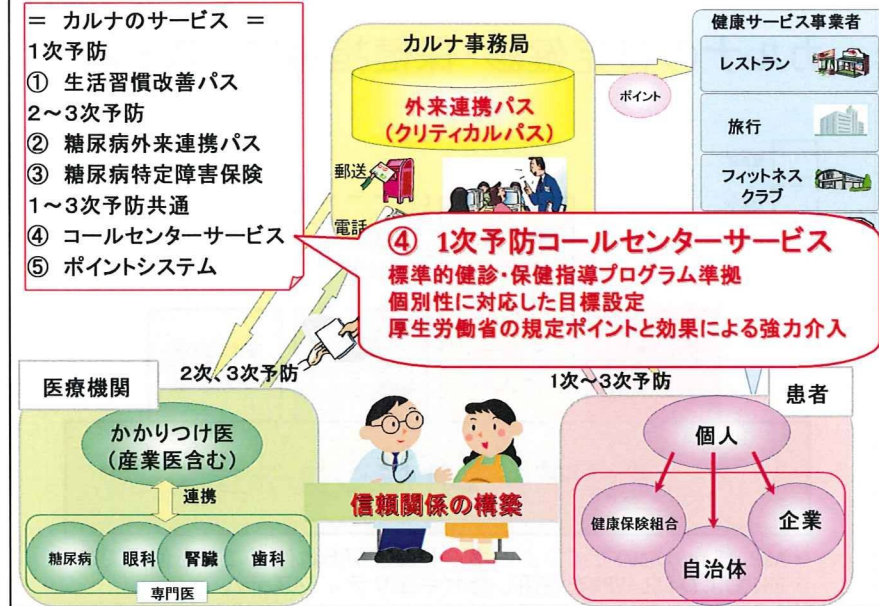 = カルナのサービス =
1次予防
① 生活習慣改善パス
2～3次予防
② 糖尿病外来連携パス
③ 糖尿病特定障害保険
1～3次予防共通
④ コールセンターサービス
⑤ ポイントシステム
カルナ事務局
外来連携パス
(クリティカルパス)
郵送
電話
ポイント
健康サービス事業者
レストラン
旅行
フィットネス
クラブ
④ 1次予防コールセンターサービス
標準的健診・保健指導プログラム準拠
個別性に対応した目標設定
厚生労働省の規定ポイントと効果による強力介入
2次、3次予防
1次～3次予防
医療機関
かかりつけ医
(産業医含む)
連携
糖尿病
眼科
腎臓
歯科
専門医
信頼関係の構築
患者
個人
健康保険組合
自治体
企業